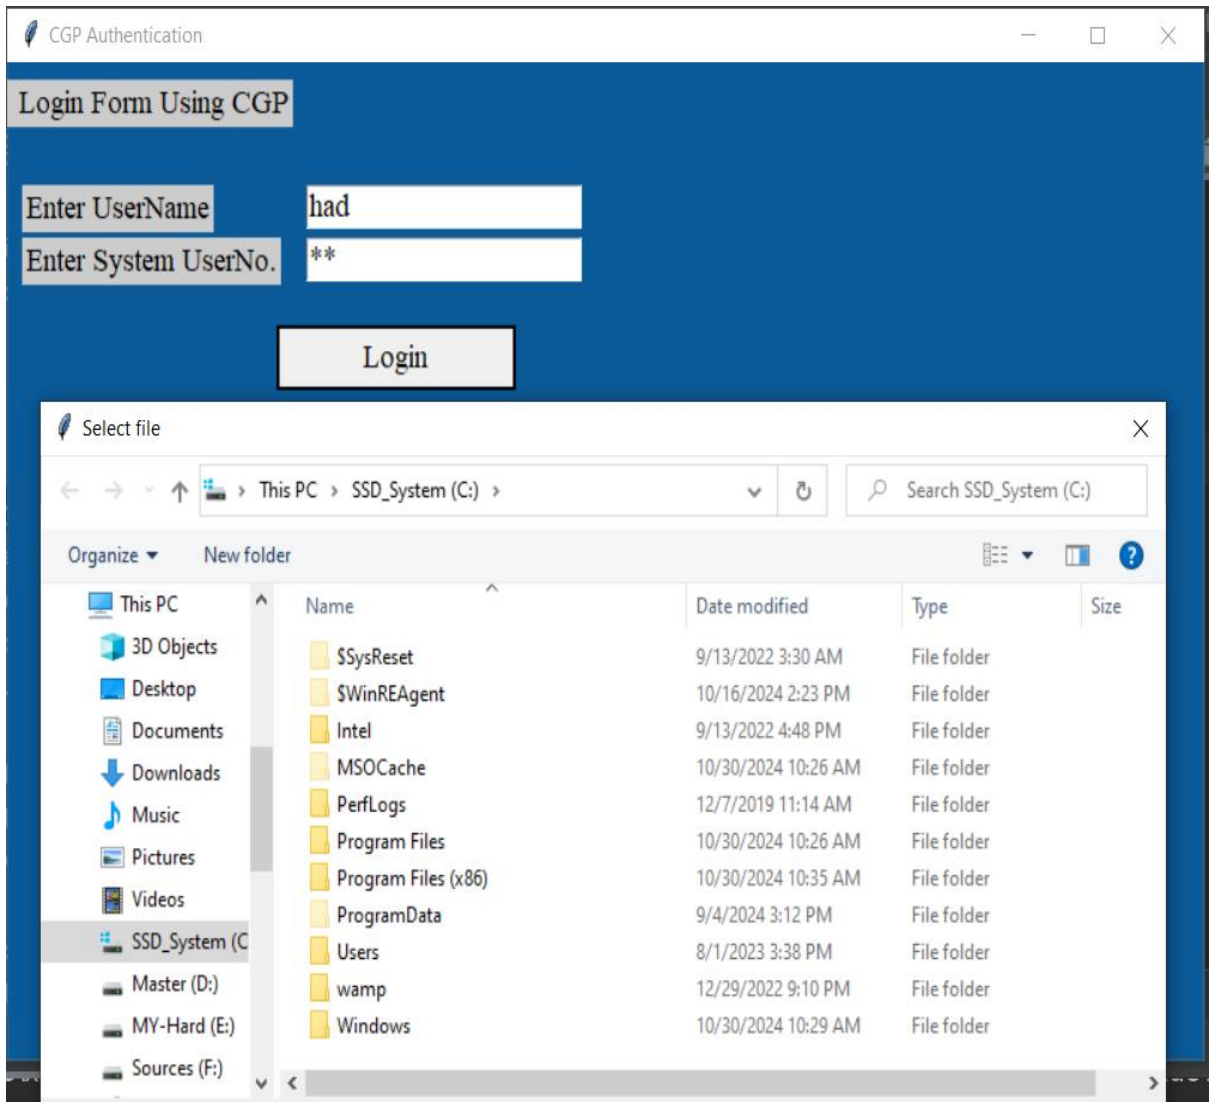 CGP Authentication
Login Form Using CGP
Enter UserName had
Enter System UserNo. **
Login
Select file
This PC > SSD_System (C:) >
Search SSD_System (C:)
Organize New folder
This PC
3D Objects
Desktop
Documents
Downloads
Music
Pictures
Videos
SSD_System (C
Master (D:)
MY-Hard (E:)
Sources (F:)
Name Date modified Type Size
$SysReset 9/13/2022 3:30 AM File folder
$WinREAgent 10/16/2024 2:23 PM File folder
Intel 9/13/2022 4:48 PM File folder
MSOCache 10/30/2024 10:26 AM File folder
PerfLogs 12/7/2019 11:14 AM File folder
Program Files 10/30/2024 10:26 AM File folder
Program Files (x86) 10/30/2024 10:35 AM File folder
ProgramData 9/4/2024 3:12 PM File folder
Users 8/1/2023 3:38 PM File folder
wamp 12/29/2022 9:10 PM File folder
Windows 10/30/2024 10:29 AM File folder